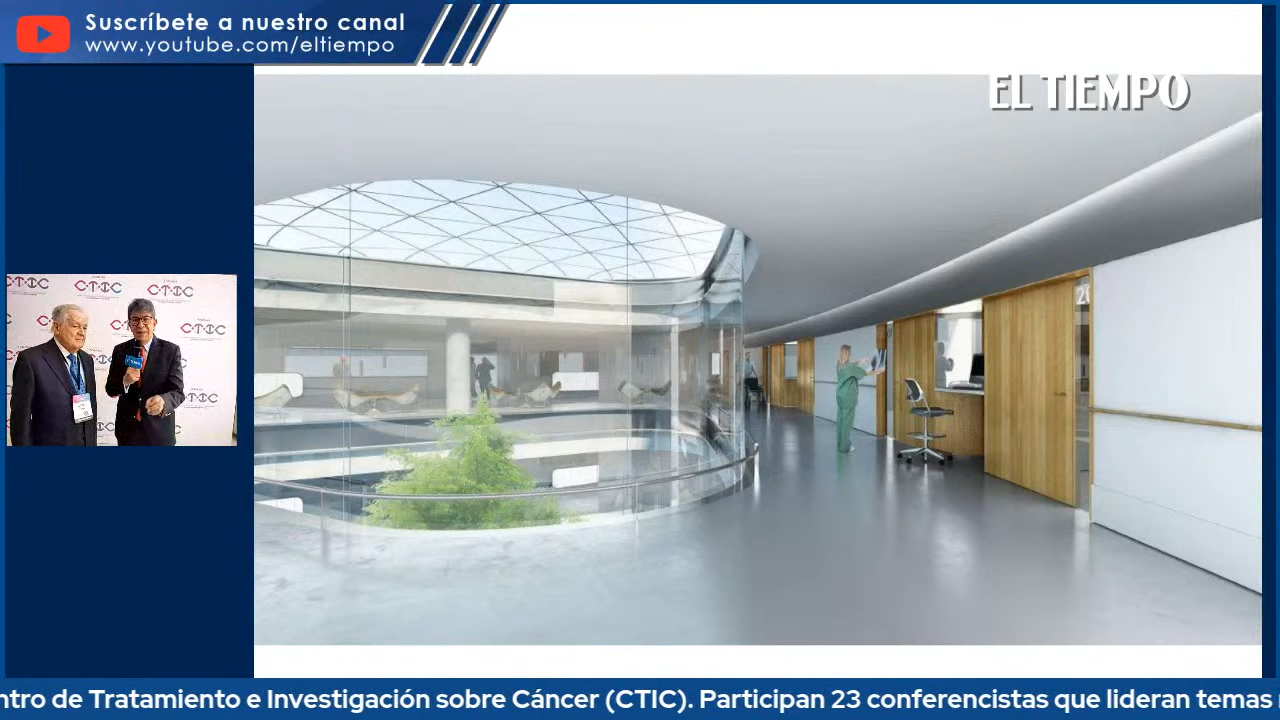 Suscríbete a nuestro canal
www.youtube.com/eltiempo
EL TIEMPO
C·T·I·C
C·T·I·C
C·T·I·C
ntro de Tratamiento e Investigación sobre Cáncer (CTIC). Participan 23 conferencistas que lideran temas